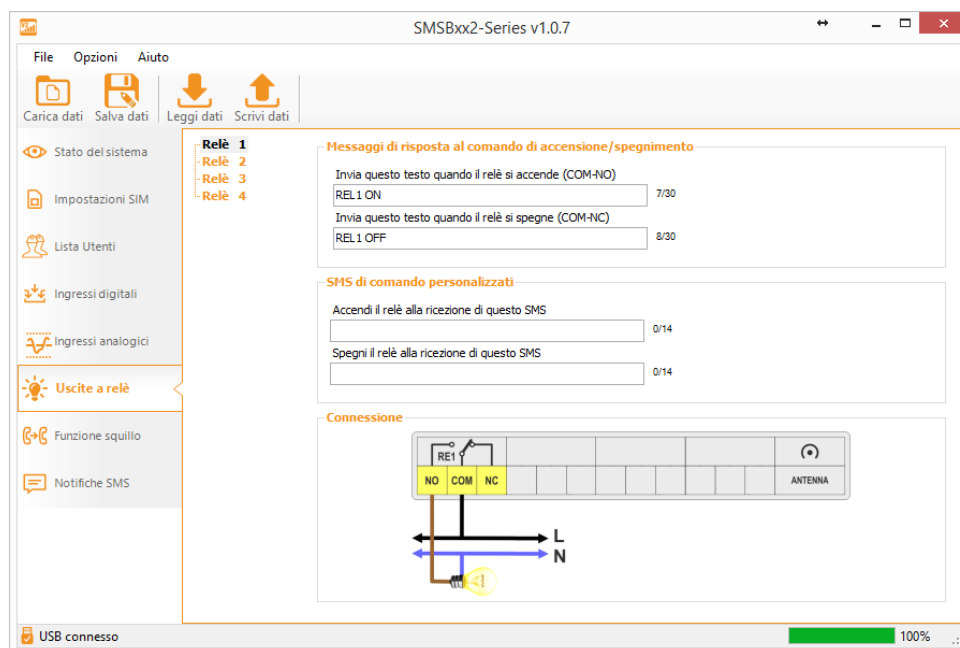 SMSBxx2-Series v1.0.7
File Opzioni Aiuto
Carica dati Salva dati Leggi dati Scrivi dati
Stato del sistema
Impostazioni SIM
Lista Utenti
Ingressi digitali
Ingressi analogici
Uscite a relè
Funzione squillo
Notifiche SMS
Relè 1
Relè 2
Relè 3
Relè 4
Messaggi di risposta al comando di accensione/spegnimento
Invia questo testo quando il relè si accende (COM-NO)
REL1 ON 7/30
Invia questo testo quando il relè si spegne (COM-NC)
REL1 OFF 8/30
SMS di comando personalizzati
Accendi il relè alla ricezione di questo SMS
0/14
Spegni il relè alla ricezione di questo SMS
0/14
Connessione
RE1
NO COM NC ANTENNA
L
N
USB connesso 100%